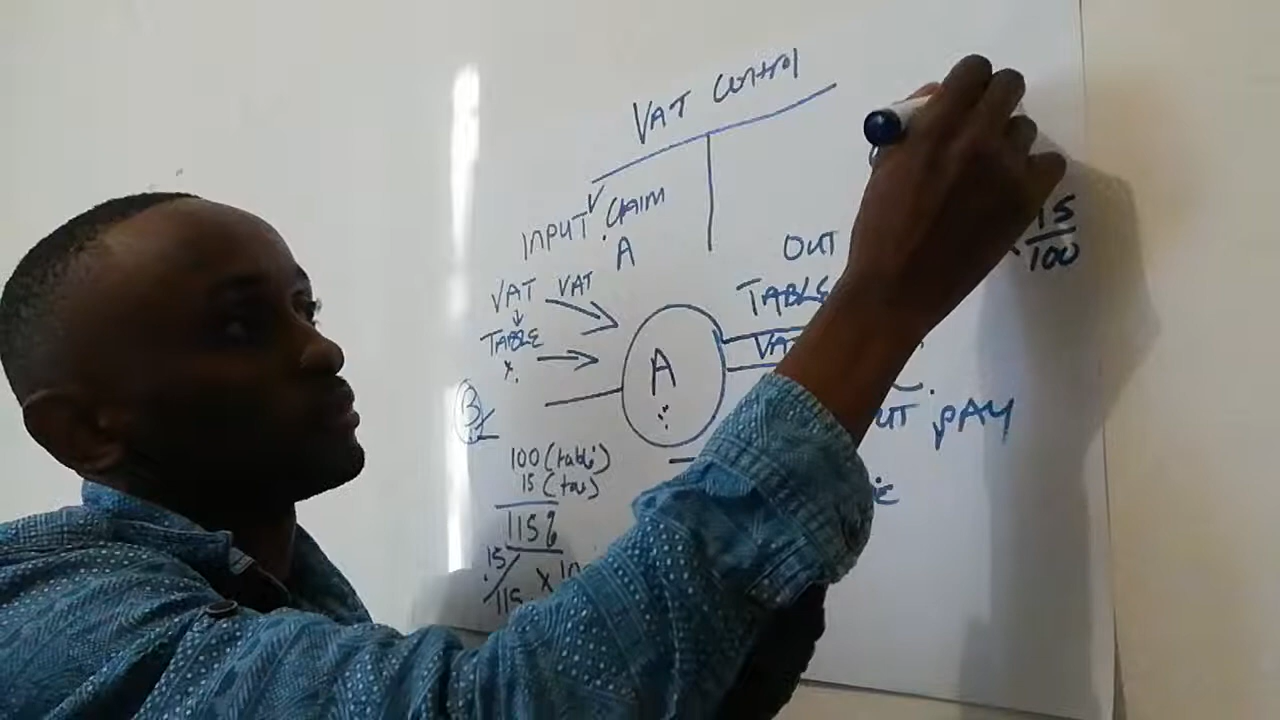 VAT Control
INPUT Claim
A
OUT
15
100
VAT VAT
TABLE
TABLE
A
B
PAY
100 (table)
15 (tax)
115
15
115 x